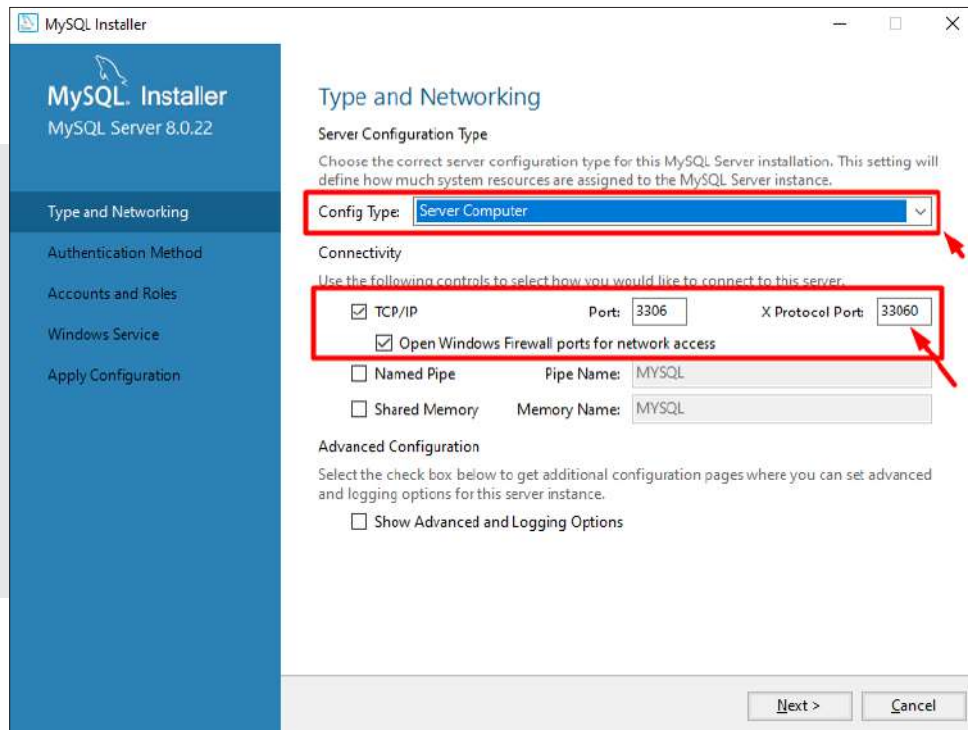 MySQL Installer
MySQL. Installer
MySQL Server 8.0.22
Type and Networking
Authentication Method
Accounts and Roles
Windows Service
Apply Configuration
Type and Networking
Server Configuration Type
Choose the correct server configuration type for this MySQL Server installation. This setting will
define how much system resources are assigned to the MySQL Server instance.
Config Type: Server Computer
Connectivity
Use the following controls to select how you would like to connect to this server.
TCP/IP Port: 3306 X Protocol Port: 33060
Open Windows Firewall ports for network access
Named Pipe Pipe Name: MYSQL
Shared Memory Memory Name: MYSQL
Advanced Configuration
Select the check box below to get additional configuration pages where you can set advanced
and logging options for this server instance.
Show Advanced and Logging Options
Next > Cancel